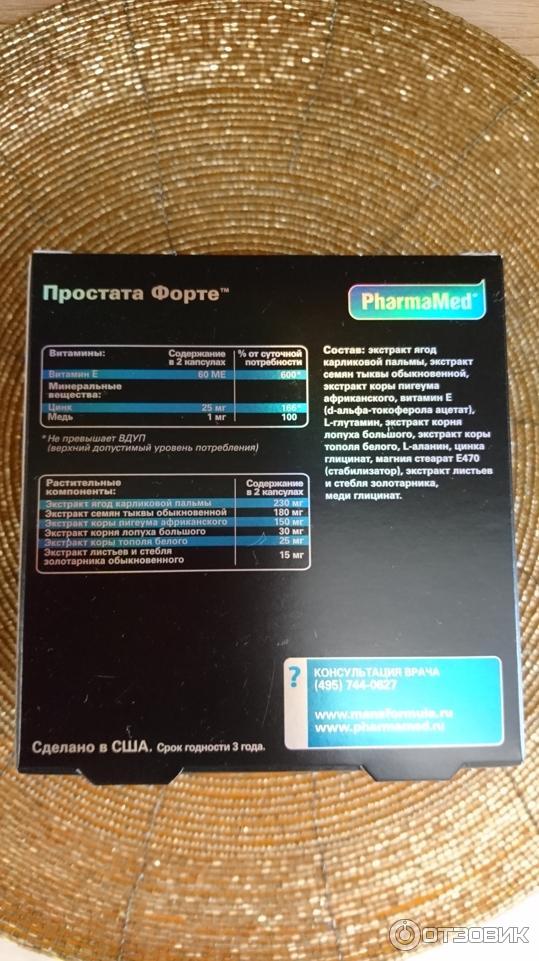 Простата Форте™
PharmaMed®
Витамины:
Содержание
в 2 капсулах
% от суточной
потребности
Витамин Е 60 МЕ 600*
Минеральные
вещества:
Цинк 25 мг 166*
Медь 1 мг 100
* Не превышает ВДУП
(верхний допустимый уровень потребления)
Растительные
компоненты:
Содержание
в 2 капсулах
Экстракт ягод карликовой пальмы 230 мг
Экстракт семян тыквы обыкновенной 180 мг
Экстракт коры пигеума африканского 150 мг
Экстракт корня лопуха большого 30 мг
Экстракт коры тополя белого 25 мг
Экстракт листьев и стебля
золотарника обыкновенного 15 мг
Состав: экстракт ягод
карликовой пальмы, экстракт
семян тыквы обыкновенной,
экстракт коры пигеума
африканского, витамин Е
(d-альфа-токоферола ацетат),
L-глутамин, экстракт корня
лопуха большого, экстракт коры
тополя белого, L-аланин, цинка
глицинат, магния стеарат Е470
(стабилизатор), экстракт листьев
и стебля золотарника,
меди глицинат.
?
КОНСУЛЬТАЦИЯ ВРАЧА
(495) 744-0627
www.mansformule.ru
www.pharmamed.ru
Сделано в США. Срок годности 3 года.
ОТЗОВИК